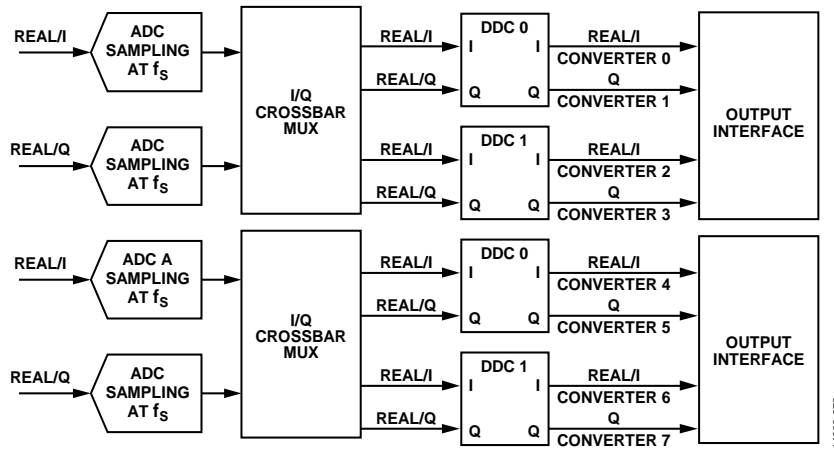 REAL/I
ADC
SAMPLING
AT fS
REAL/Q
ADC
SAMPLING
AT fS
I/Q
CROSSBAR
MUX
REAL/I
REAL/Q
REAL/I
REAL/Q
DDC 0
I
I
Q
Q
DDC 1
I
I
Q
Q
REAL/I
CONVERTER 0
Q
CONVERTER 1
REAL/I
CONVERTER 2
Q
CONVERTER 3
OUTPUT
INTERFACE
REAL/I
ADC A
SAMPLING
AT fS
REAL/Q
ADC
SAMPLING
AT fS
I/Q
CROSSBAR
MUX
REAL/I
REAL/Q
REAL/I
REAL/Q
DDC 0
I
I
Q
Q
DDC 1
I
I
Q
Q
REAL/I
CONVERTER 4
Q
CONVERTER 5
REAL/I
CONVERTER 6
Q
CONVERTER 7
OUTPUT
INTERFACE